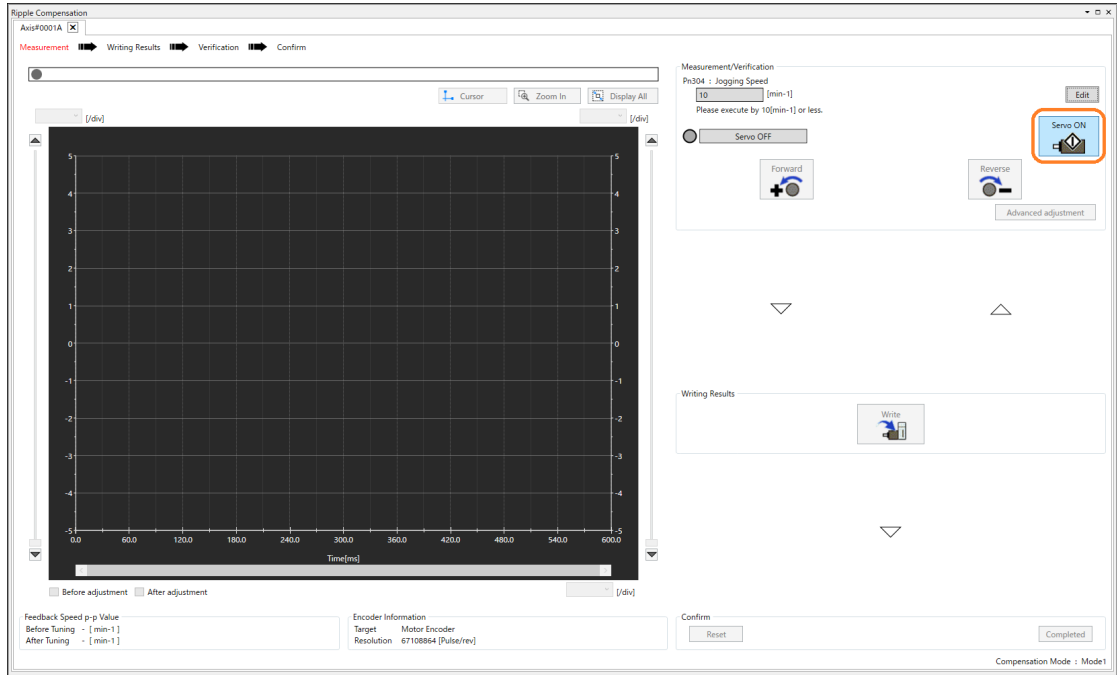 Ripple Compensation
Axis#0001A
Measurement Writing Results Verification Confirm
Cursor Zoom In Display All
[/div] [/div]
5 5
4 4
3 3
2 2
1 1
0 0
-1 -1
-2 -2
-3 -3
-4 -4
-5 -5
0.0 60.0 120.0 180.0 240.0 300.0 360.0 420.0 480.0 540.0 600.0
Time[ms]
Before adjustment After adjustment [/div]
Feedback Speed p-p Value
Before Tuning - [ min-1 ]
After Tuning - [ min-1 ]
Encoder Information
Target Motor Encoder
Resolution 67108864 [Pulse/rev]
Measurement/Verification
Pn304 : Jogging Speed
10 [min-1]
Edit
Please execute by 10[min-1] or less.
Servo OFF
Servo ON
Forward Reverse
Advanced adjustment
Writing Results
Write
Confirm
Reset Completed
Compensation Mode : Mode1